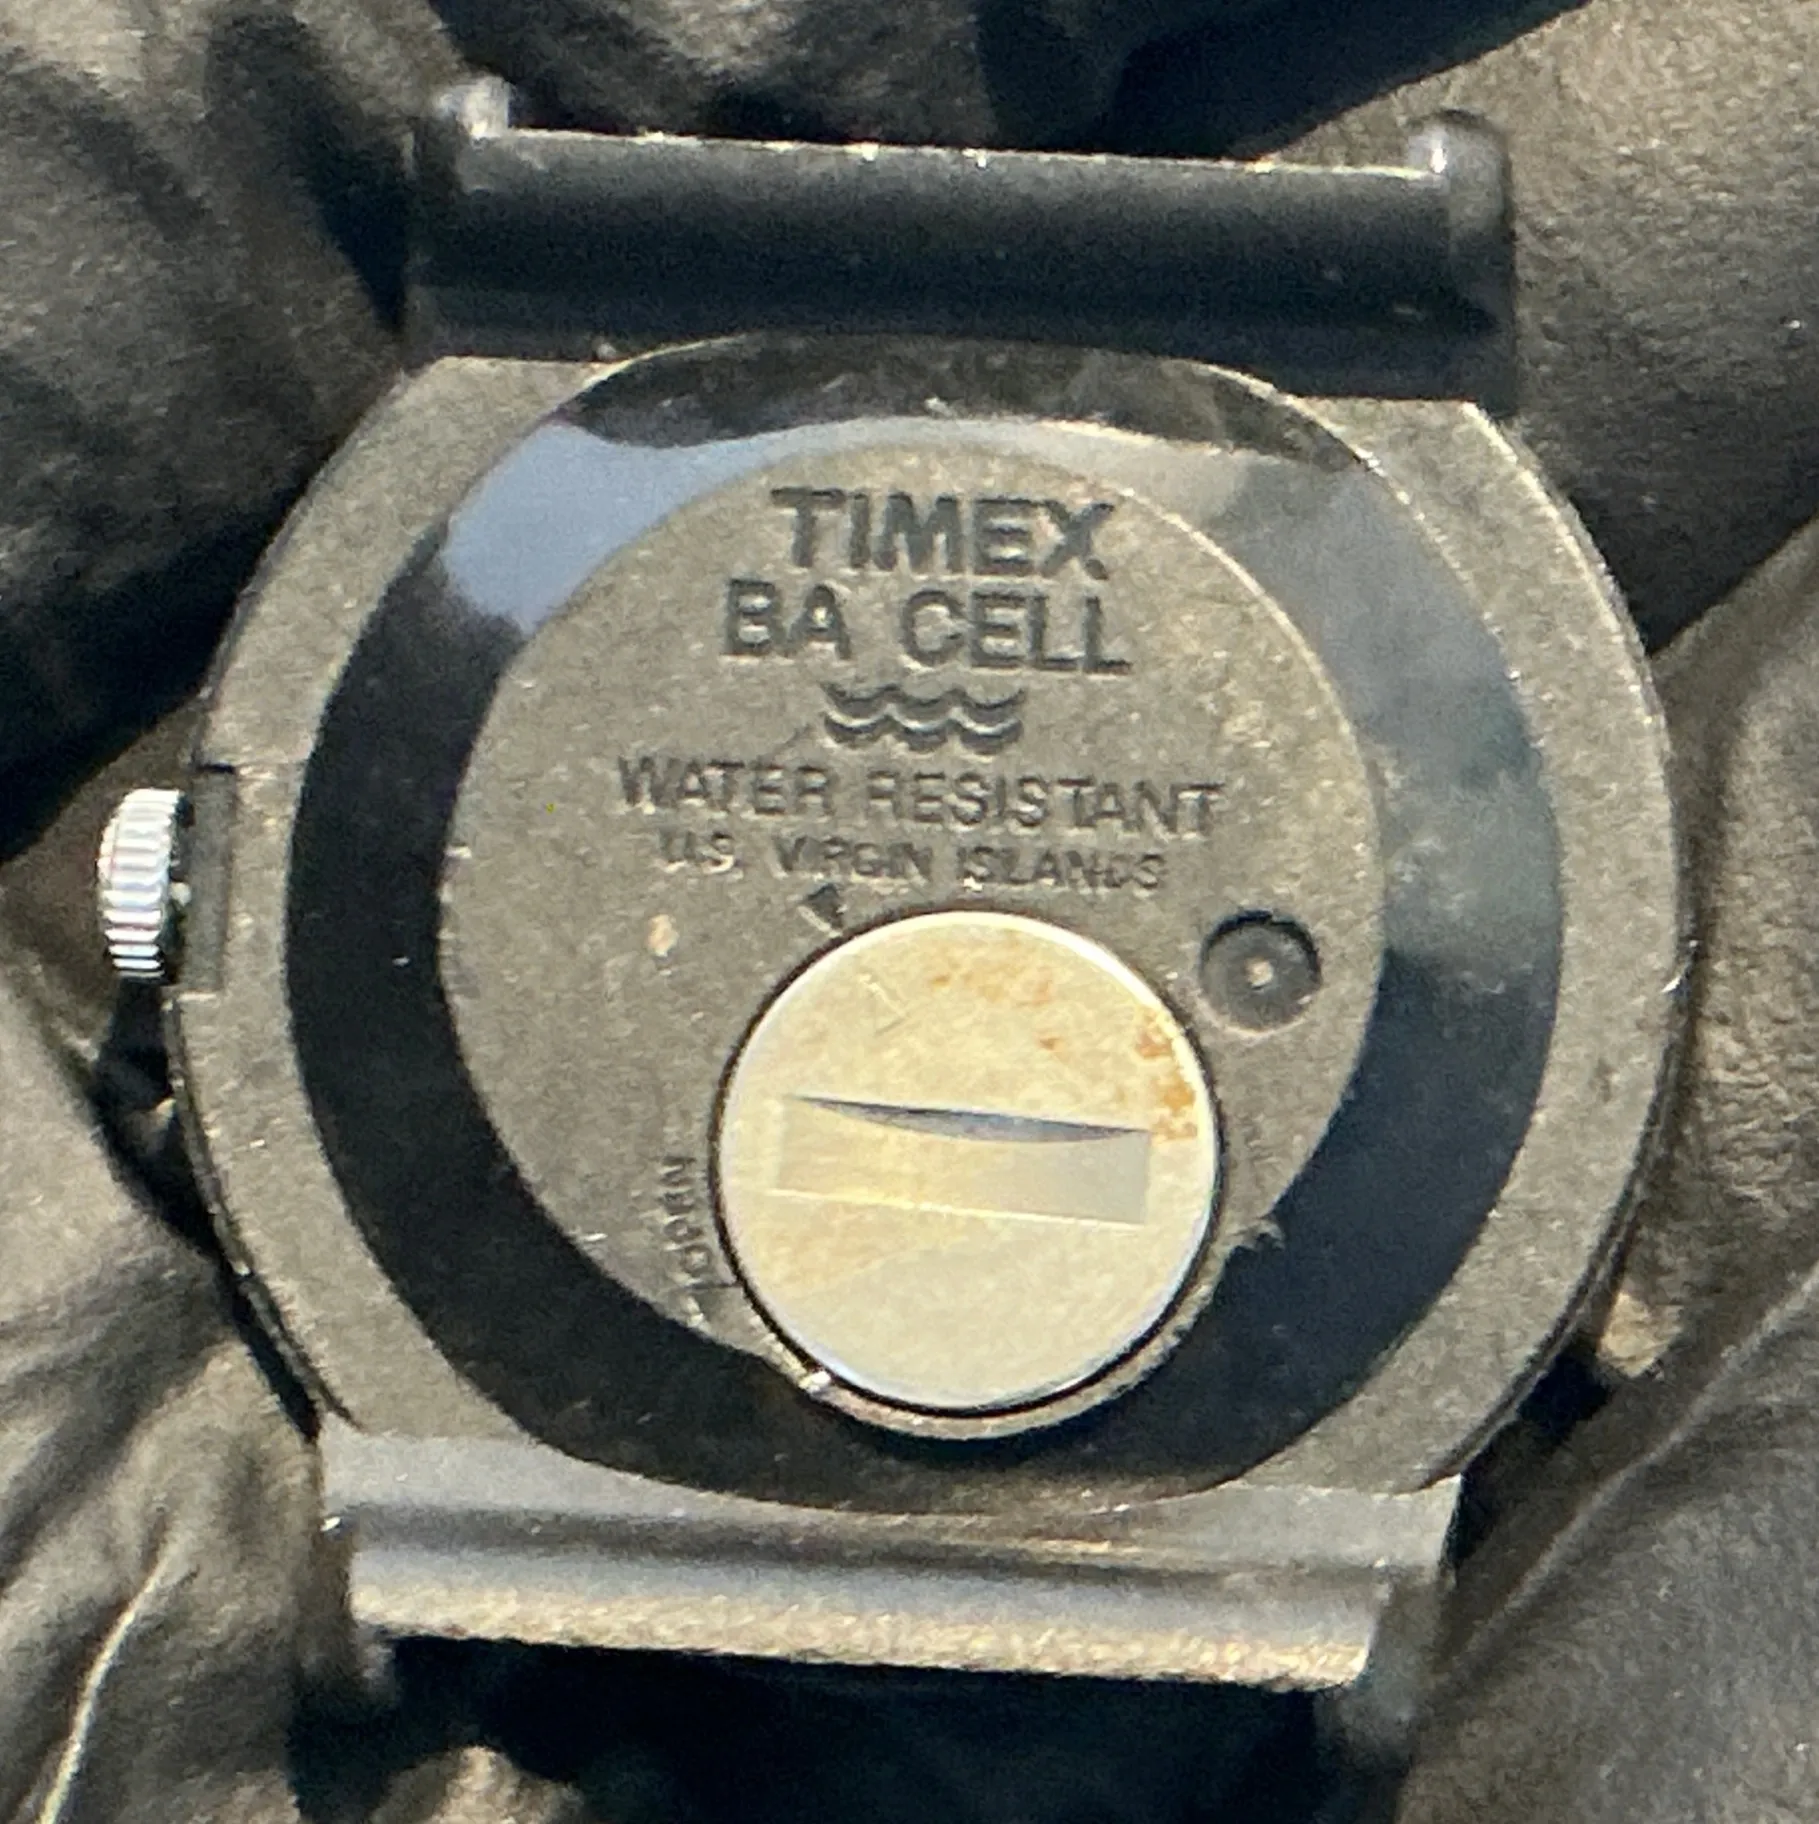 TIMEX
BA CELL
WATER RESISTANT
U.S. VIRGIN ISLANDS